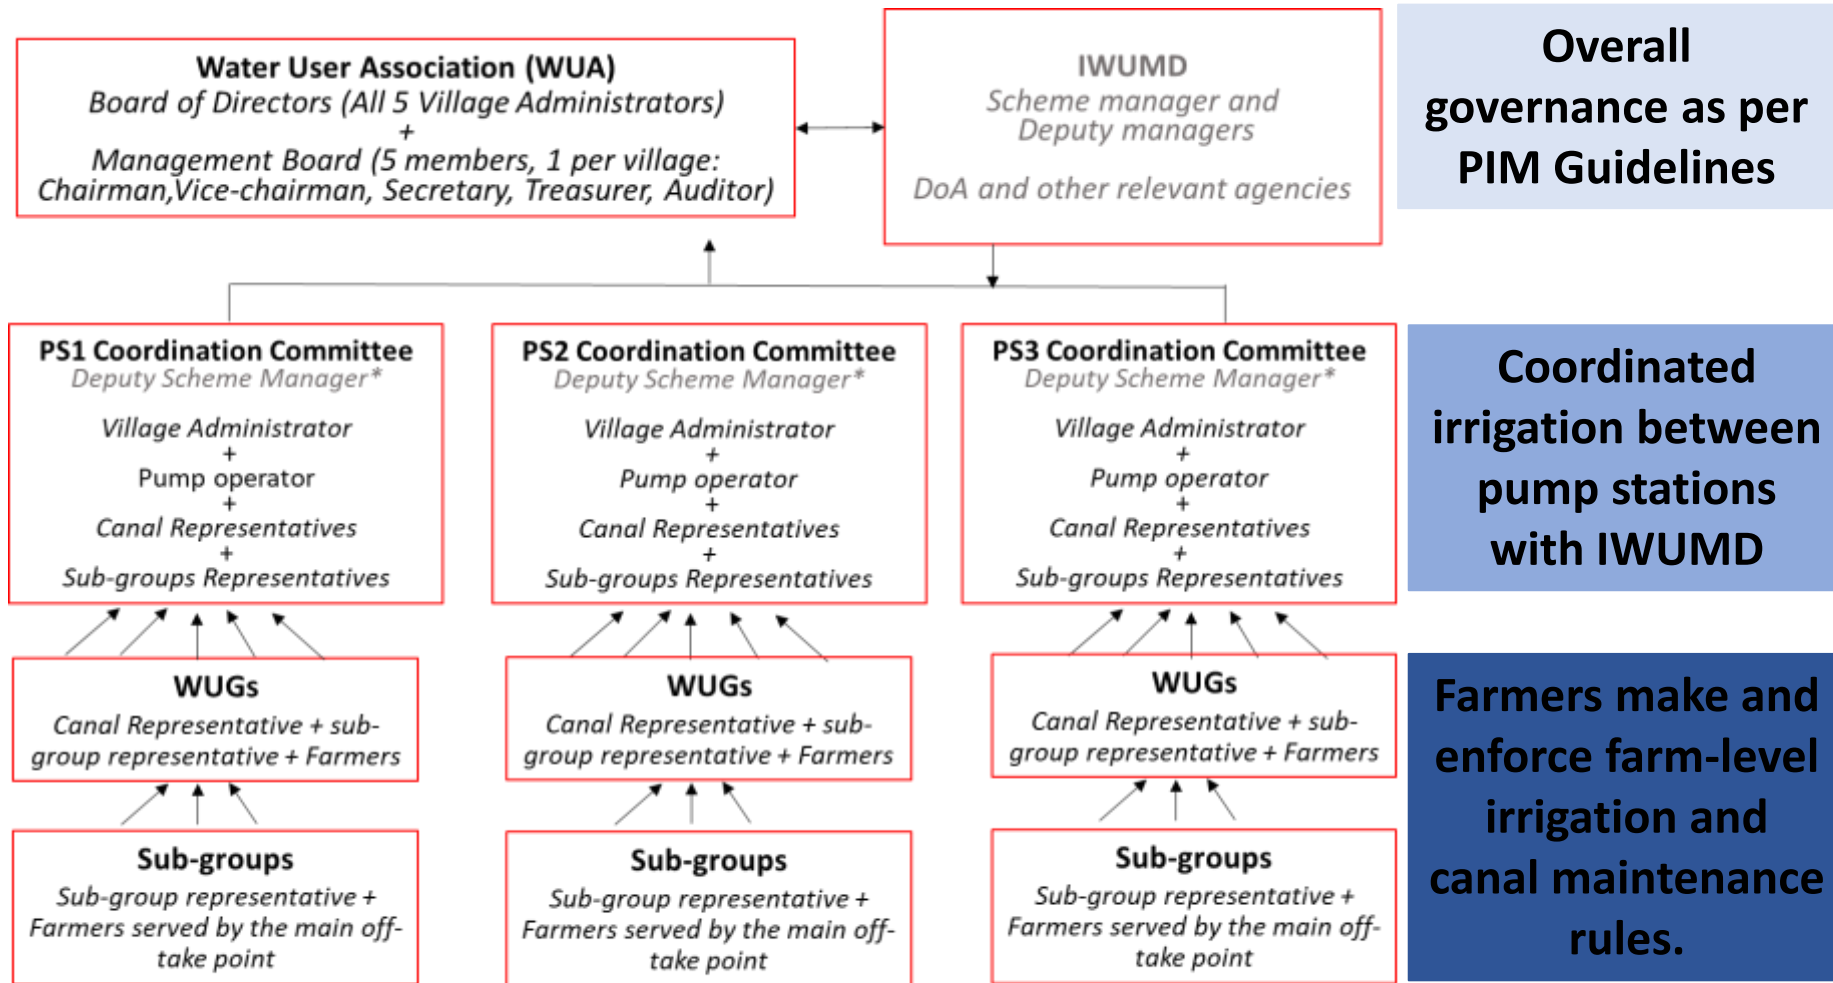 Water User Association (WUA)
Board of Directors (All 5 Village Administrators)
+
Management Board (5 members, 1 per village:
Chairman,Vice-chairman, Secretary, Treasurer, Auditor)
IWUMD
Scheme manager and
Deputy managers
DoA and other relevant agencies
Overall
governance as per
PIM Guidelines
PS1 Coordination Committee
Deputy Scheme Manager*
Village Administrator
+
Pump operator
+
Canal Representatives
+
Sub-groups Representatives
PS2 Coordination Committee
Deputy Scheme Manager*
Village Administrator
+
Pump operator
+
Canal Representatives
+
Sub-groups Representatives
PS3 Coordination Committee
Deputy Scheme Manager*
Village Administrator
+
Pump operator
+
Canal Representatives
+
Sub-groups Representatives
Coordinated
irrigation between
pump stations
with IWUMD
WUGs
Canal Representative + sub-
group representative + Farmers
WUGs
Canal Representative + sub-
group representative + Farmers
WUGs
Canal Representative + sub-
group representative + Farmers
Sub-groups
Sub-group representative +
Farmers served by the main off-
take point
Sub-groups
Sub-group representative +
Farmers served by the main off-
take point
Sub-groups
Sub-group representative +
Farmers served by the main off-
take point
Farmers make and
enforce farm-level
irrigation and
canal maintenance
rules.